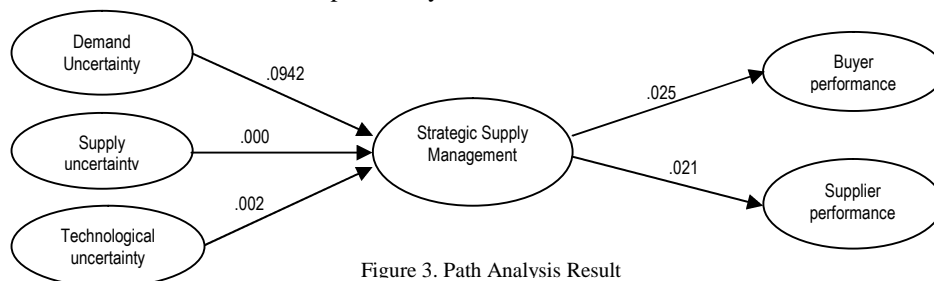 Demand
Uncertainty
.0942
Supply
uncertainty
.000
Technological
uncertainty
.002
Strategic Supply
Management
.025
Buyer
performance
.021
Supplier
performance
Figure 3. Path Analysis Result